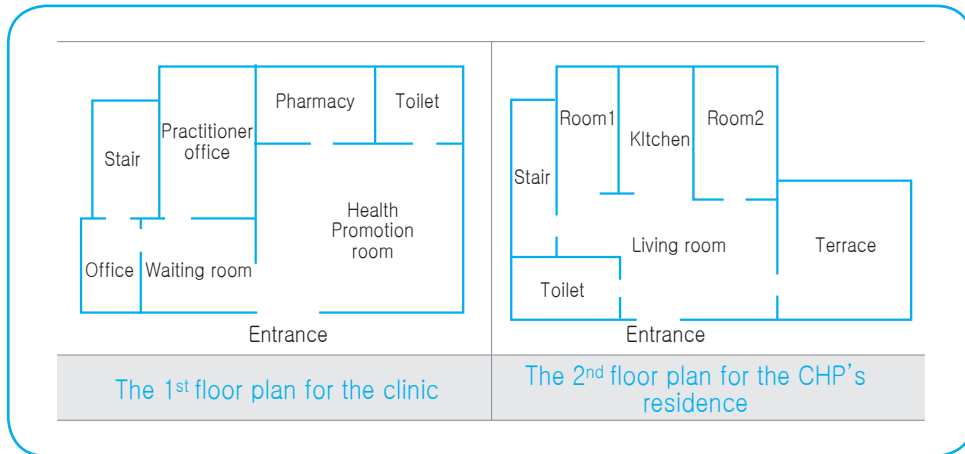 Pharmacy
Toilet
Practitioner
office
Stair
Health
Promotion
room
Office
Waiting room
Entrance
The 1st floor plan for the clinic
Room1
KItchen
Room2
Stair
Living room
Terrace
Toilet
Entrance
The 2nd floor plan for the CHP's
residence